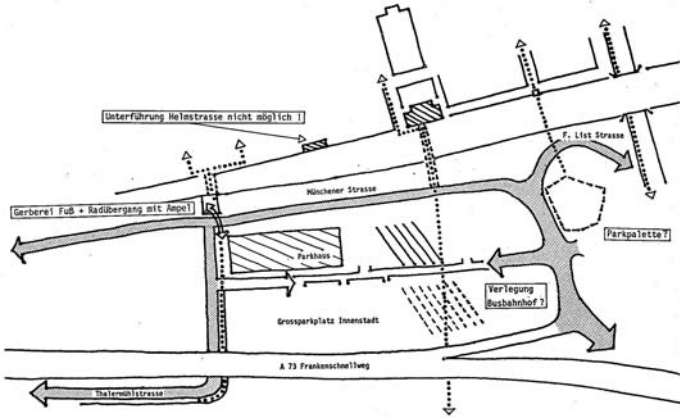 Unterführung Helmstrasse nicht möglich !
F. List Strasse
Münchener Strasse
Gerberei Fuß + Radübergang mit Ampel
Parkpalette ?
Parkhaus
Verlegung
Busbahnhof ?
Grossparkplatz Innenstadt
A 73 Frankenschnellweg
Thalermühlstrasse